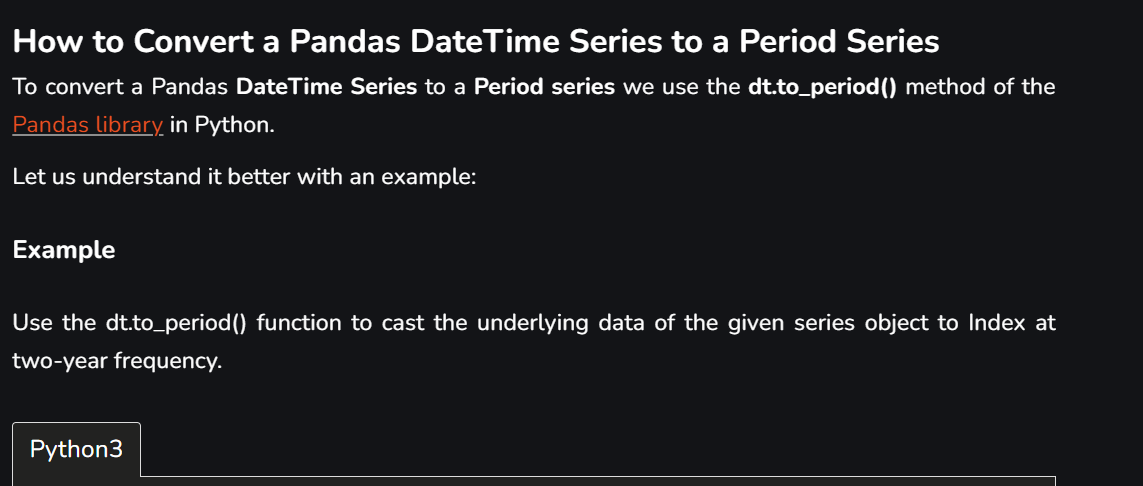 How to Convert a Pandas DateTime Series to a Period Series
To convert a Pandas DateTime Series to a Period series we use the dt.to_period() method of the
Pandas library in Python.
Let us understand it better with an example:
Example
Use the dt.to_period() function to cast the underlying data of the given series object to Index at
two-year frequency.
Python3